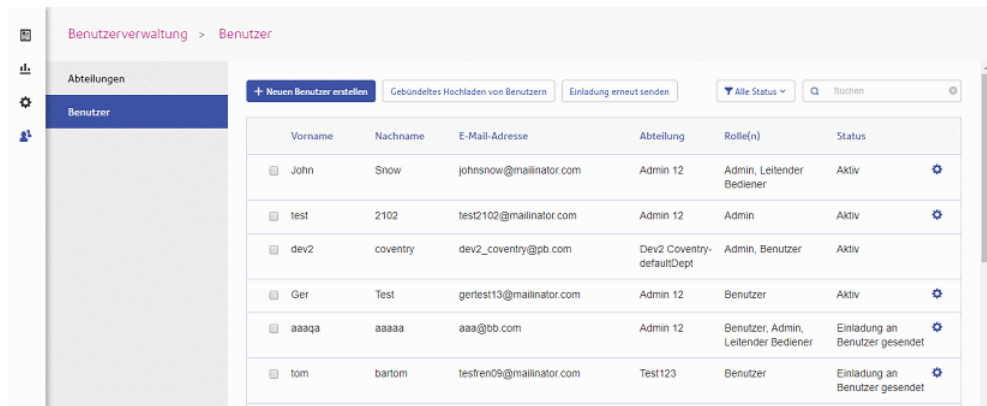 Benutzerverwaltung > Benutzer
Abteilungen
Benutzer
+ Neuen Benutzer erstellen Gebündeltes Hochladen von Benutzern Einladung erneut senden Alle Status Suchen
Vorname Nachname E-Mail-Adresse Abteilung Rolle(n) Status
John Snow johnsnow@mailinator.com Admin 12 Admin, Leitender Aktiv
Bediener
test 2102 test2102@mailinator.com Admin 12 Admin Aktiv
dev2 coventry dev2_coventry@pb.com Dev2 Coventry- Admin, Benutzer Aktiv
defaultDept
Ger Test gertest13@mailinator.com Admin 12 Benutzer Aktiv
aaaqa aaaaa aaa@bb.com Admin 12 Benutzer, Admin, Einladung an
Leitender Bediener Benutzer gesendet
tom bartom tesfren09@mailinator.com Test123 Benutzer Einladung an
Benutzer gesendet